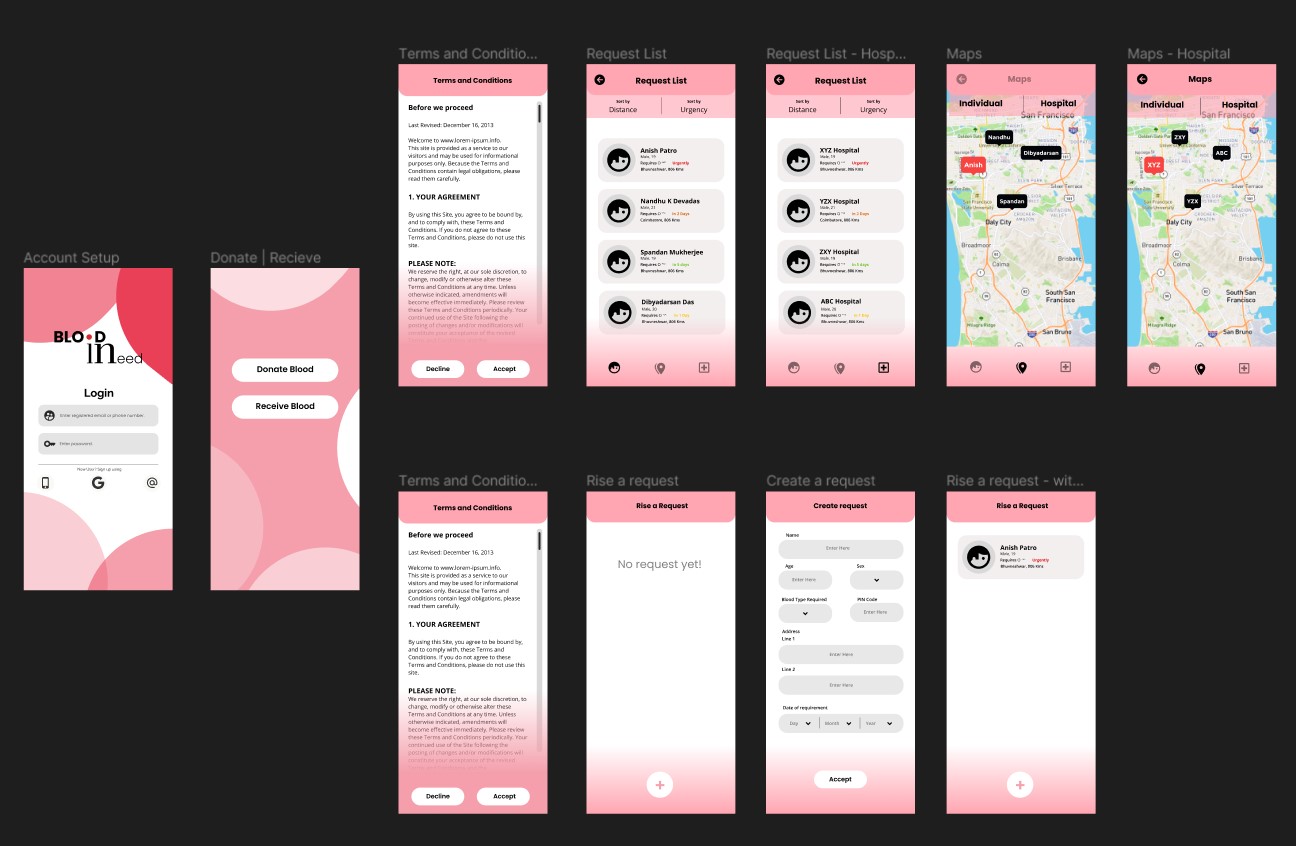 Account Setup
BLO D
in
eed
Login
Enter registered email or phone number.
Enter password
New User? Sign up using
Donate | Recieve
Donate Blood
Receive Blood
Terms and Conditio...
Terms and Conditions
Before we proceed
Last Revised: December 16, 2013
Welcome to www.lorem-ipsum.info.
This site is provided as a service to our
visitors and may be used for informational
purposes only. Because the Terms and
Conditions contain legal obligations, please
read them carefully.
1. YOUR AGREEMENT
By using this Site, you agree to be bound by,
and to comply with, these Terms and
Conditions. If you do not agree to these
Terms and Conditions, please do not use this
site.
PLEASE NOTE:
We reserve the right, at our sole discretion, to
change, modify or otherwise alter these
Terms and Conditions at any time. Unless
otherwise indicated, amendments will
become effective immediately. Please review
these Terms and Conditions periodically. Your
continued use of the Site following the
posting of changes and/or modifications will
constitute your acceptance of the revised
Decline
Accept
Request List
Request List
Sort by
Distance
Sort by
Urgency
Anish Patro
Male, 19
Requires O Urgently
Bhuvneshwar, 806 Kms
Nandhu K Devadas
Male, 21
Requires O In 2 Days
Coimbatore, 806 Kms
Spandan Mukherjee
Male, 19
Requires O In 5 days
Bhuvneshwar, 806 Kms
Dibyadarsan Das
Male, 20
Requires O
Bhuvneshwar, 806 Kms
Request List - Hosp...
Request List
Sort by
Distance
Sort by
Urgency
XYZ Hospital
Male, 19
Requires O Urgently
Bhuvneshwar, 806 Kms
YZX Hospital
Male, 21
Requires O In 2 Days
Coimbatore, 806 Kms
ZXY Hospital
Male, 19
Requires O In 5 days
Bhuvneshwar, 806 Kms
ABC Hospital
Male, 20
Requires O
Bhuvneshwar, 806 Kms
Maps
Maps
Individual
Hospital
San Francisco
Nandhu
Dibyadarsan
Anish
Spandan
Silver Terrace
Daly City
Broadmoor
Colma
Brisbane
South San
Francisco
San Bruno
Maps - Hospital
Maps
Individual
Hospital
San Francisco
ZXY
ABC
XYZ
YZX
Silver Terrace
Daly City
Broadmoor
Colma
Brisbane
South San
Francisco
San Bruno
Terms and Conditio...
Terms and Conditions
Before we proceed
Last Revised: December 16, 2013
Welcome to www.lorem-ipsum.info.
This site is provided as a service to our
visitors and may be used for informational
purposes only. Because the Terms and
Conditions contain legal obligations, please
read them carefully.
1. YOUR AGREEMENT
By using this Site, you agree to be bound by,
and to comply with, these Terms and
Conditions. If you do not agree to these
Terms and Conditions, please do not use this
site.
PLEASE NOTE:
We reserve the right, at our sole discretion, to
change, modify or otherwise alter these
Terms and Conditions at any time. Unless
otherwise indicated, amendments will
become effective immediately. Please review
these Terms and Conditions periodically. Your
continued use of the Site following the
posting of changes and/or modifications will
constitute your acceptance of the revised
Decline
Accept
Rise a request
Rise a Request
No request yet!
+
Create a request
Create request
Name
Enter Here
Age
Sex
Enter Here
Blood Type Required
PIN Code
Enter Here
Address
Line 1
Enter Here
Line 2
Enter Here
Date of requirement
Day
Month
Year
Accept
Rise a request - wit...
Rise a Request
Anish Patro
Male, 19
Requires O Urgently
Bhuvneshwar, 806 Kms
+